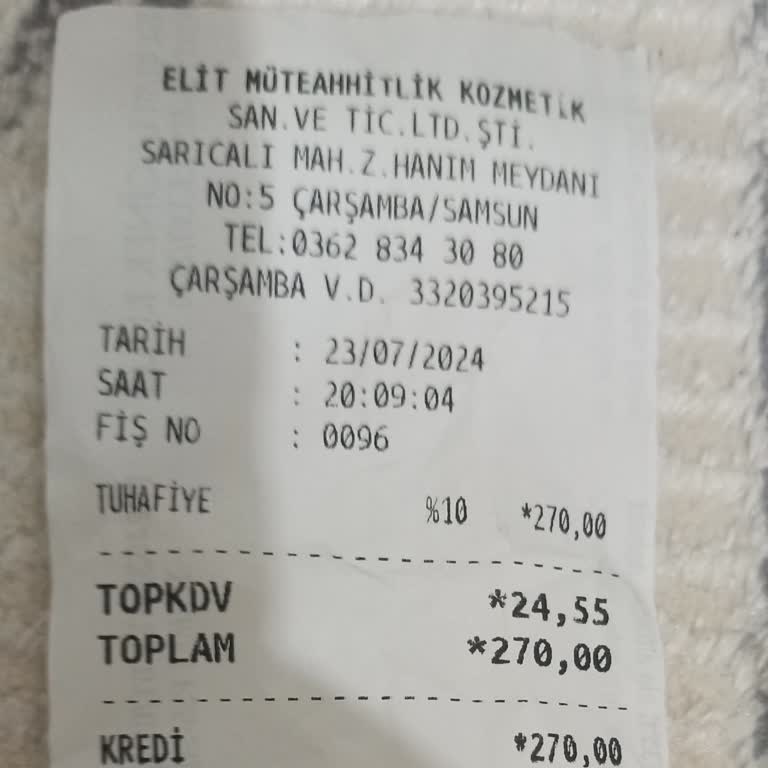 ELİT MÜTEAHHİTLİK KOZMETİK
SAN.VE TİC.LTD.ŞTİ.
SARICALI MAH.Z.HANIM MEYDANI
NO:5 ÇARŞAMBA/SAMSUN
TEL:0362 834 30 80
ÇARŞAMBA V.D. 3320395215
TARİH : 23/07/2024
SAAT : 20:09:04
FİŞ NO : 0096
TUHAFİYE %10 *270,00
TOPKDV *24,55
TOPLAM *270,00
KREDİ *270,00